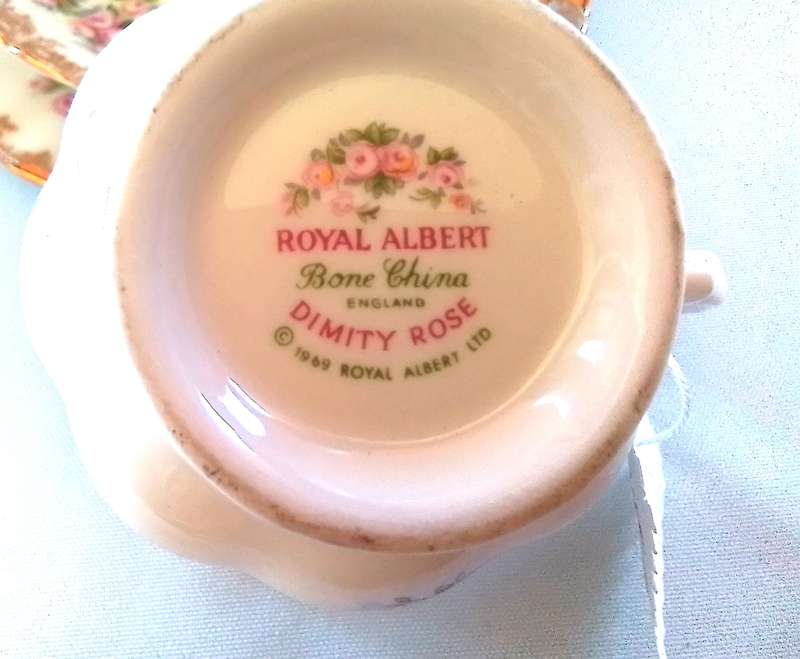 ROYAL ALBERT
Bone China
ENGLAND
DIMITY ROSE
© 1969 ROYAL ALBERT LTD